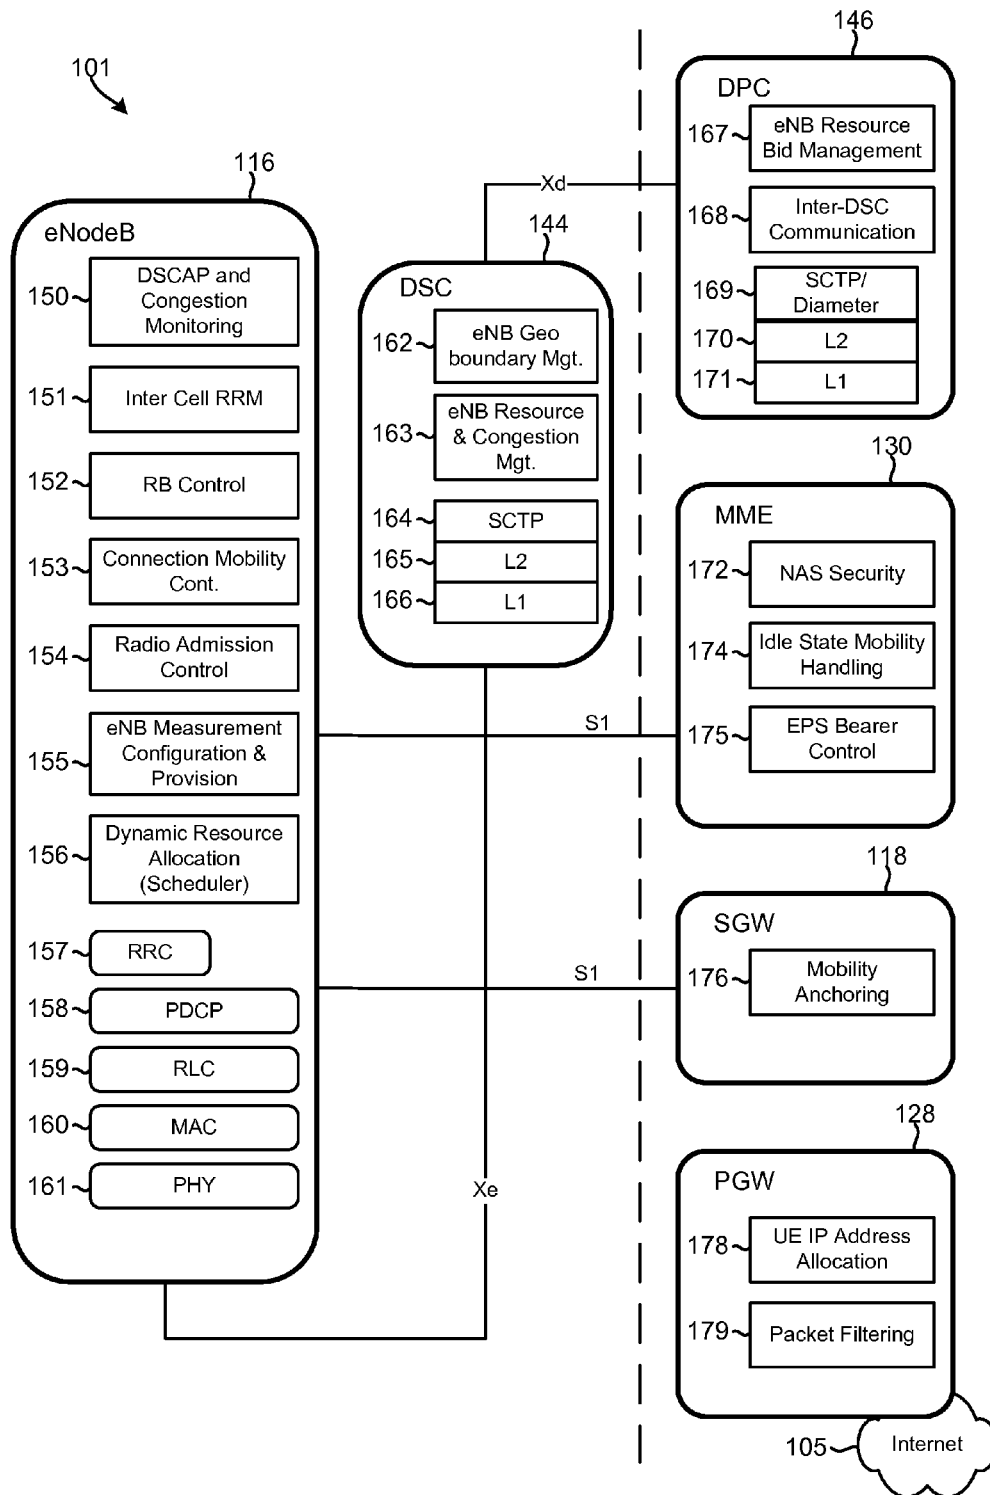 101
116
eNodeB
150
DSCAP and
Congestion
Monitoring
151
Inter Cell RRM
152
RB Control
153
Connection Mobility
Cont.
154
Radio Admission
Control
155
eNB Measurement
Configuration &
Provision
156
Dynamic Resource
Allocation
(Scheduler)
157
RRC
158
PDCP
159
RLC
160
MAC
161
PHY
Xd
144
DSC
162
eNB Geo
boundary Mgt.
163
eNB Resource
& Congestion
Mgt.
164
SCTP
165
L2
166
L1
S1
S1
Xe
146
DPC
167
eNB Resource
Bid Management
168
Inter-DSC
Communication
169
SCTP/
Diameter
170
L2
171
L1
130
MME
172
NAS Security
174
Idle State Mobility
Handling
175
EPS Bearer
Control
118
SGW
176
Mobility
Anchoring
128
PGW
178
UE IP Address
Allocation
179
Packet Filtering
105
Internet